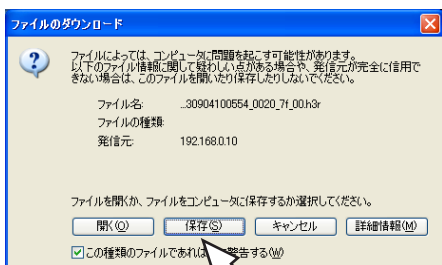 ファイルのダウンロード
ファイルによっては、コンピュータに問題を起こす可能性があります。
以下のファイル情報に関して疑わしい点がある場合や、発信元が完全に信用で
きない場合は、このファイルを開いたり保存したりしないでください。
ファイル名: ...30904100554_0020_7f_00.h3r
ファイルの種類:
発信元: 192.168.0.10
ファイルを開くか、ファイルをコンピュータに保存するか選択してください。
開く(O) 保存(S) キャンセル 詳細情報(M)
この種類のファイルであれば 警告する(W)